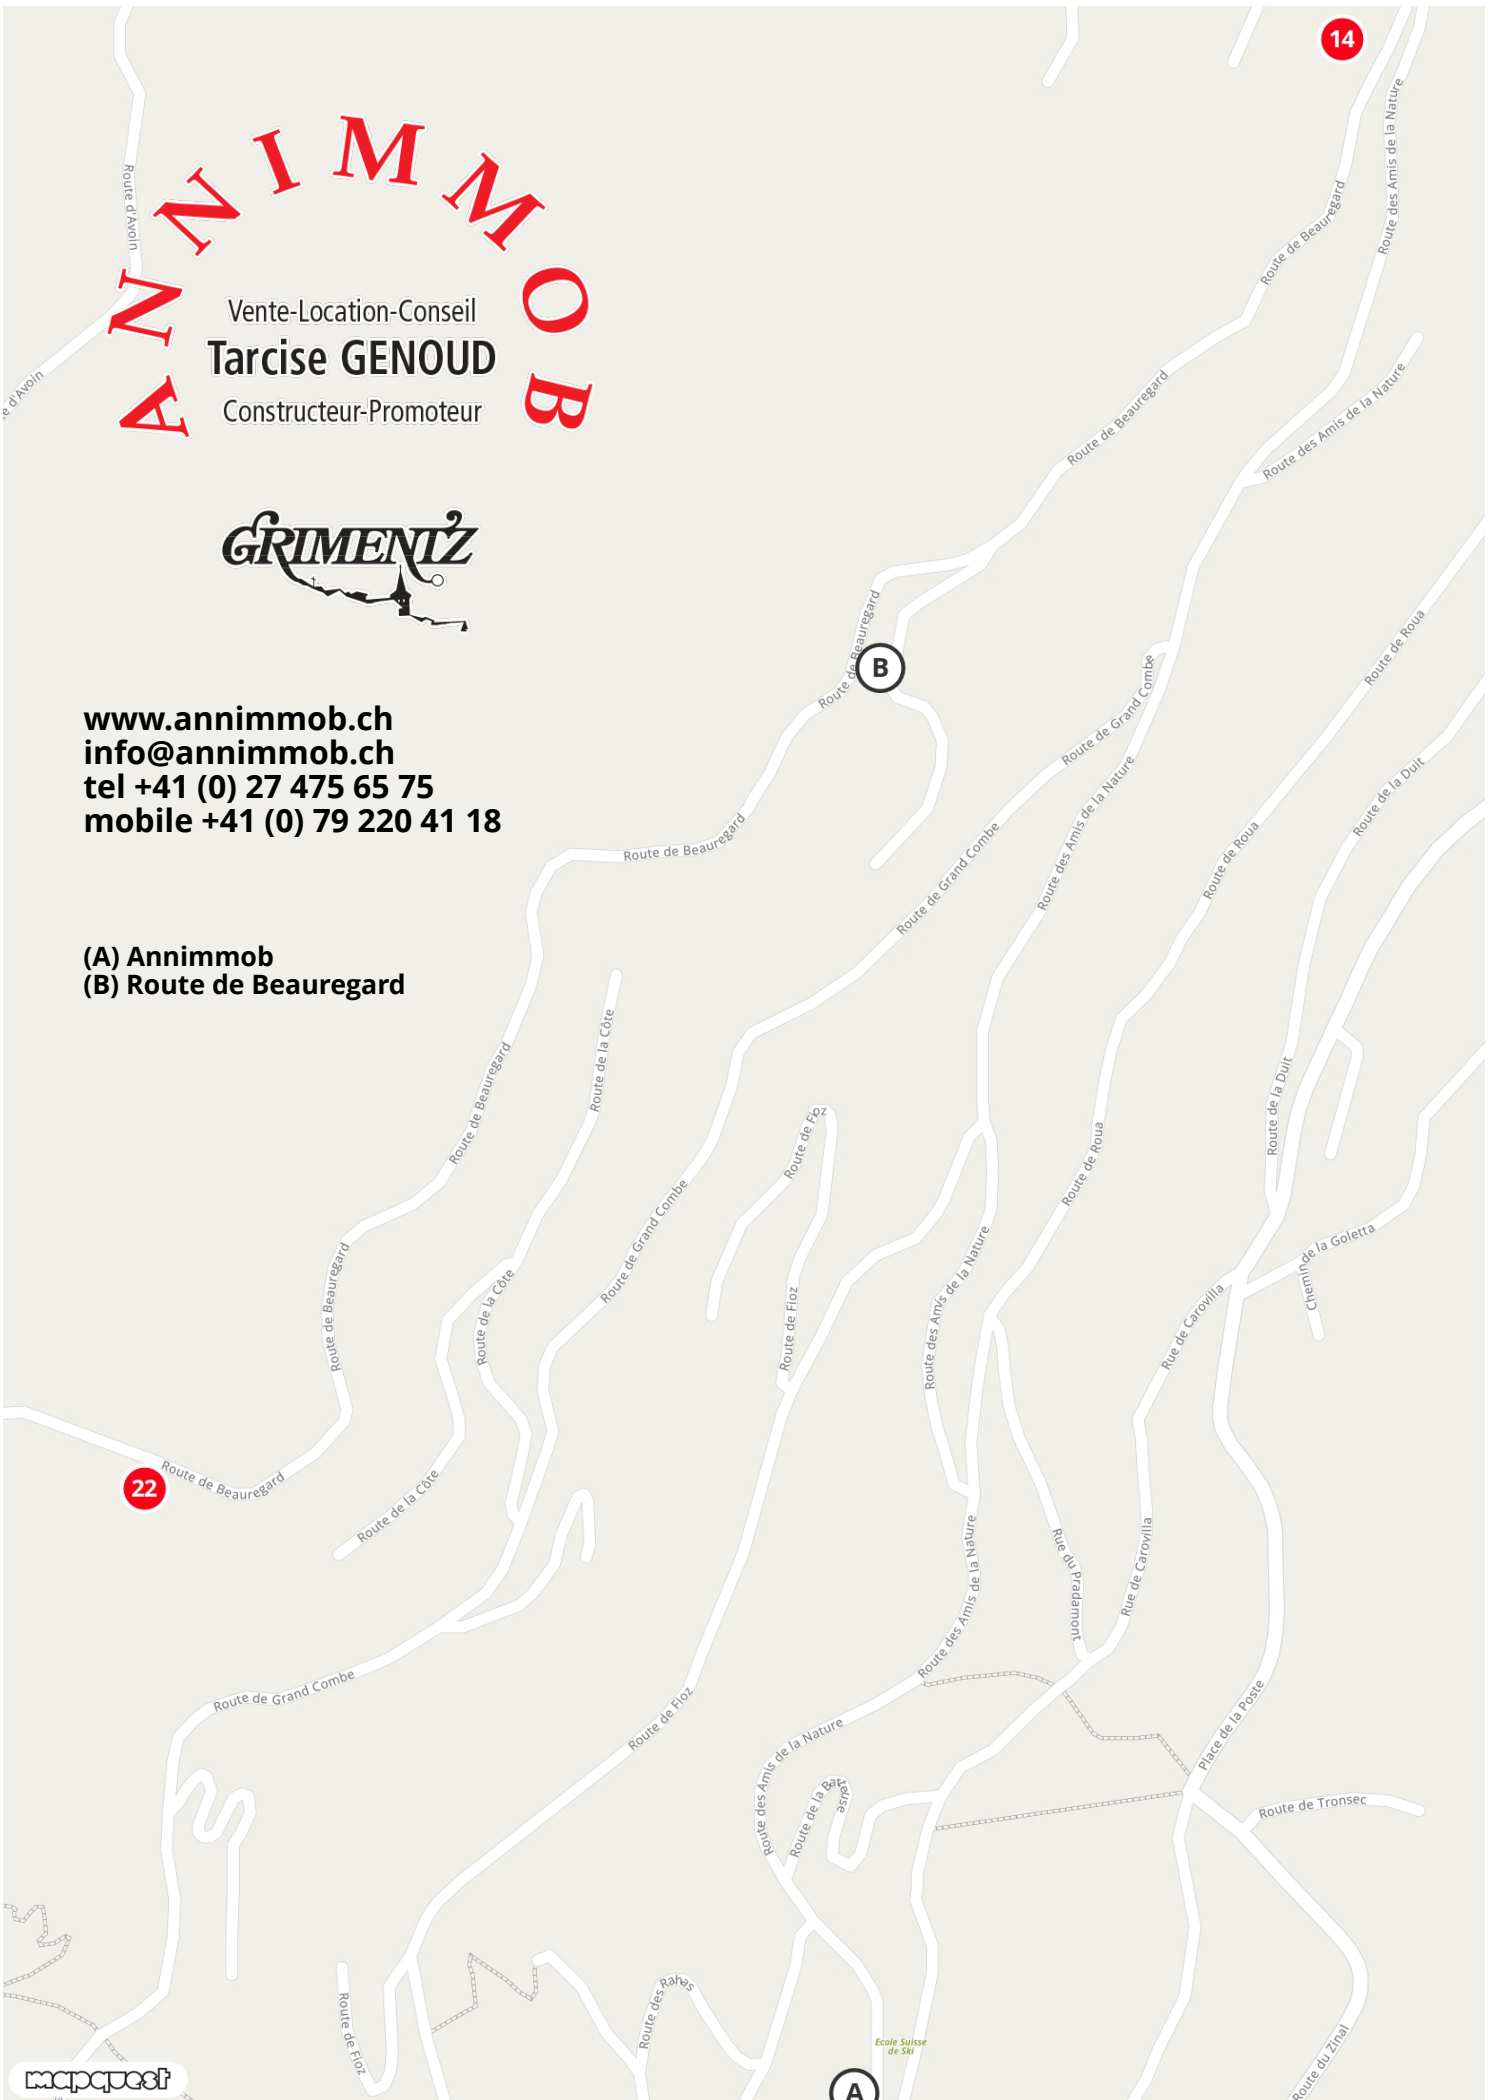 14
Route d'Avoin
Route des Amis de la Nature
ANNIMMOB
Route de Beauregard
Vente-Location-Conseil
Tarcise GENOUD
Constructeur-Promoteur
e d'Avoin
Route de Beauregard
Route des Amis de la Nature
GRIMENTZ
Route de Beauregard
B
Route de Beauregard
Route de Roua
Route de Grand Combe
www.annimmob.ch
info@annimmob.ch
tel +41 (0) 27 475 65 75
mobile +41 (0) 79 220 41 18
Route de Beauregard
Route de Grand Combe
Route des Amis de la Nature
Route de Roua
Route de la Duit
(A) Annimmob
(B) Route de Beauregard
Route de Beauregard
Route de la Côte
Route de Fioz
Route de Roua
Route de la Duit
Route de Beauregard
Route de la Côte
Route de Grand Combe
Route de Fioz
Route des Amis de la Nature
Rue de Carovilla
Chemin de la Goletta
22
Route de Beauregard
Route de la Côte
Route des Amis de la Nature
Rue du Pradamont
Rue de Carovilla
Route de Grand Combe
Route de Fioz
Route des Amis de la Nature
Route de la Batteuse
Place de la Poste
Route de Tronsec
Route de Fioz
Route des Rahas
Ecole Suisse
de Ski
Route du Zinal
mapquest
A